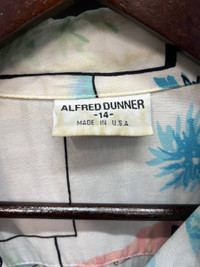 ALFRED DUNNER
-14-
MADE IN U.S.A